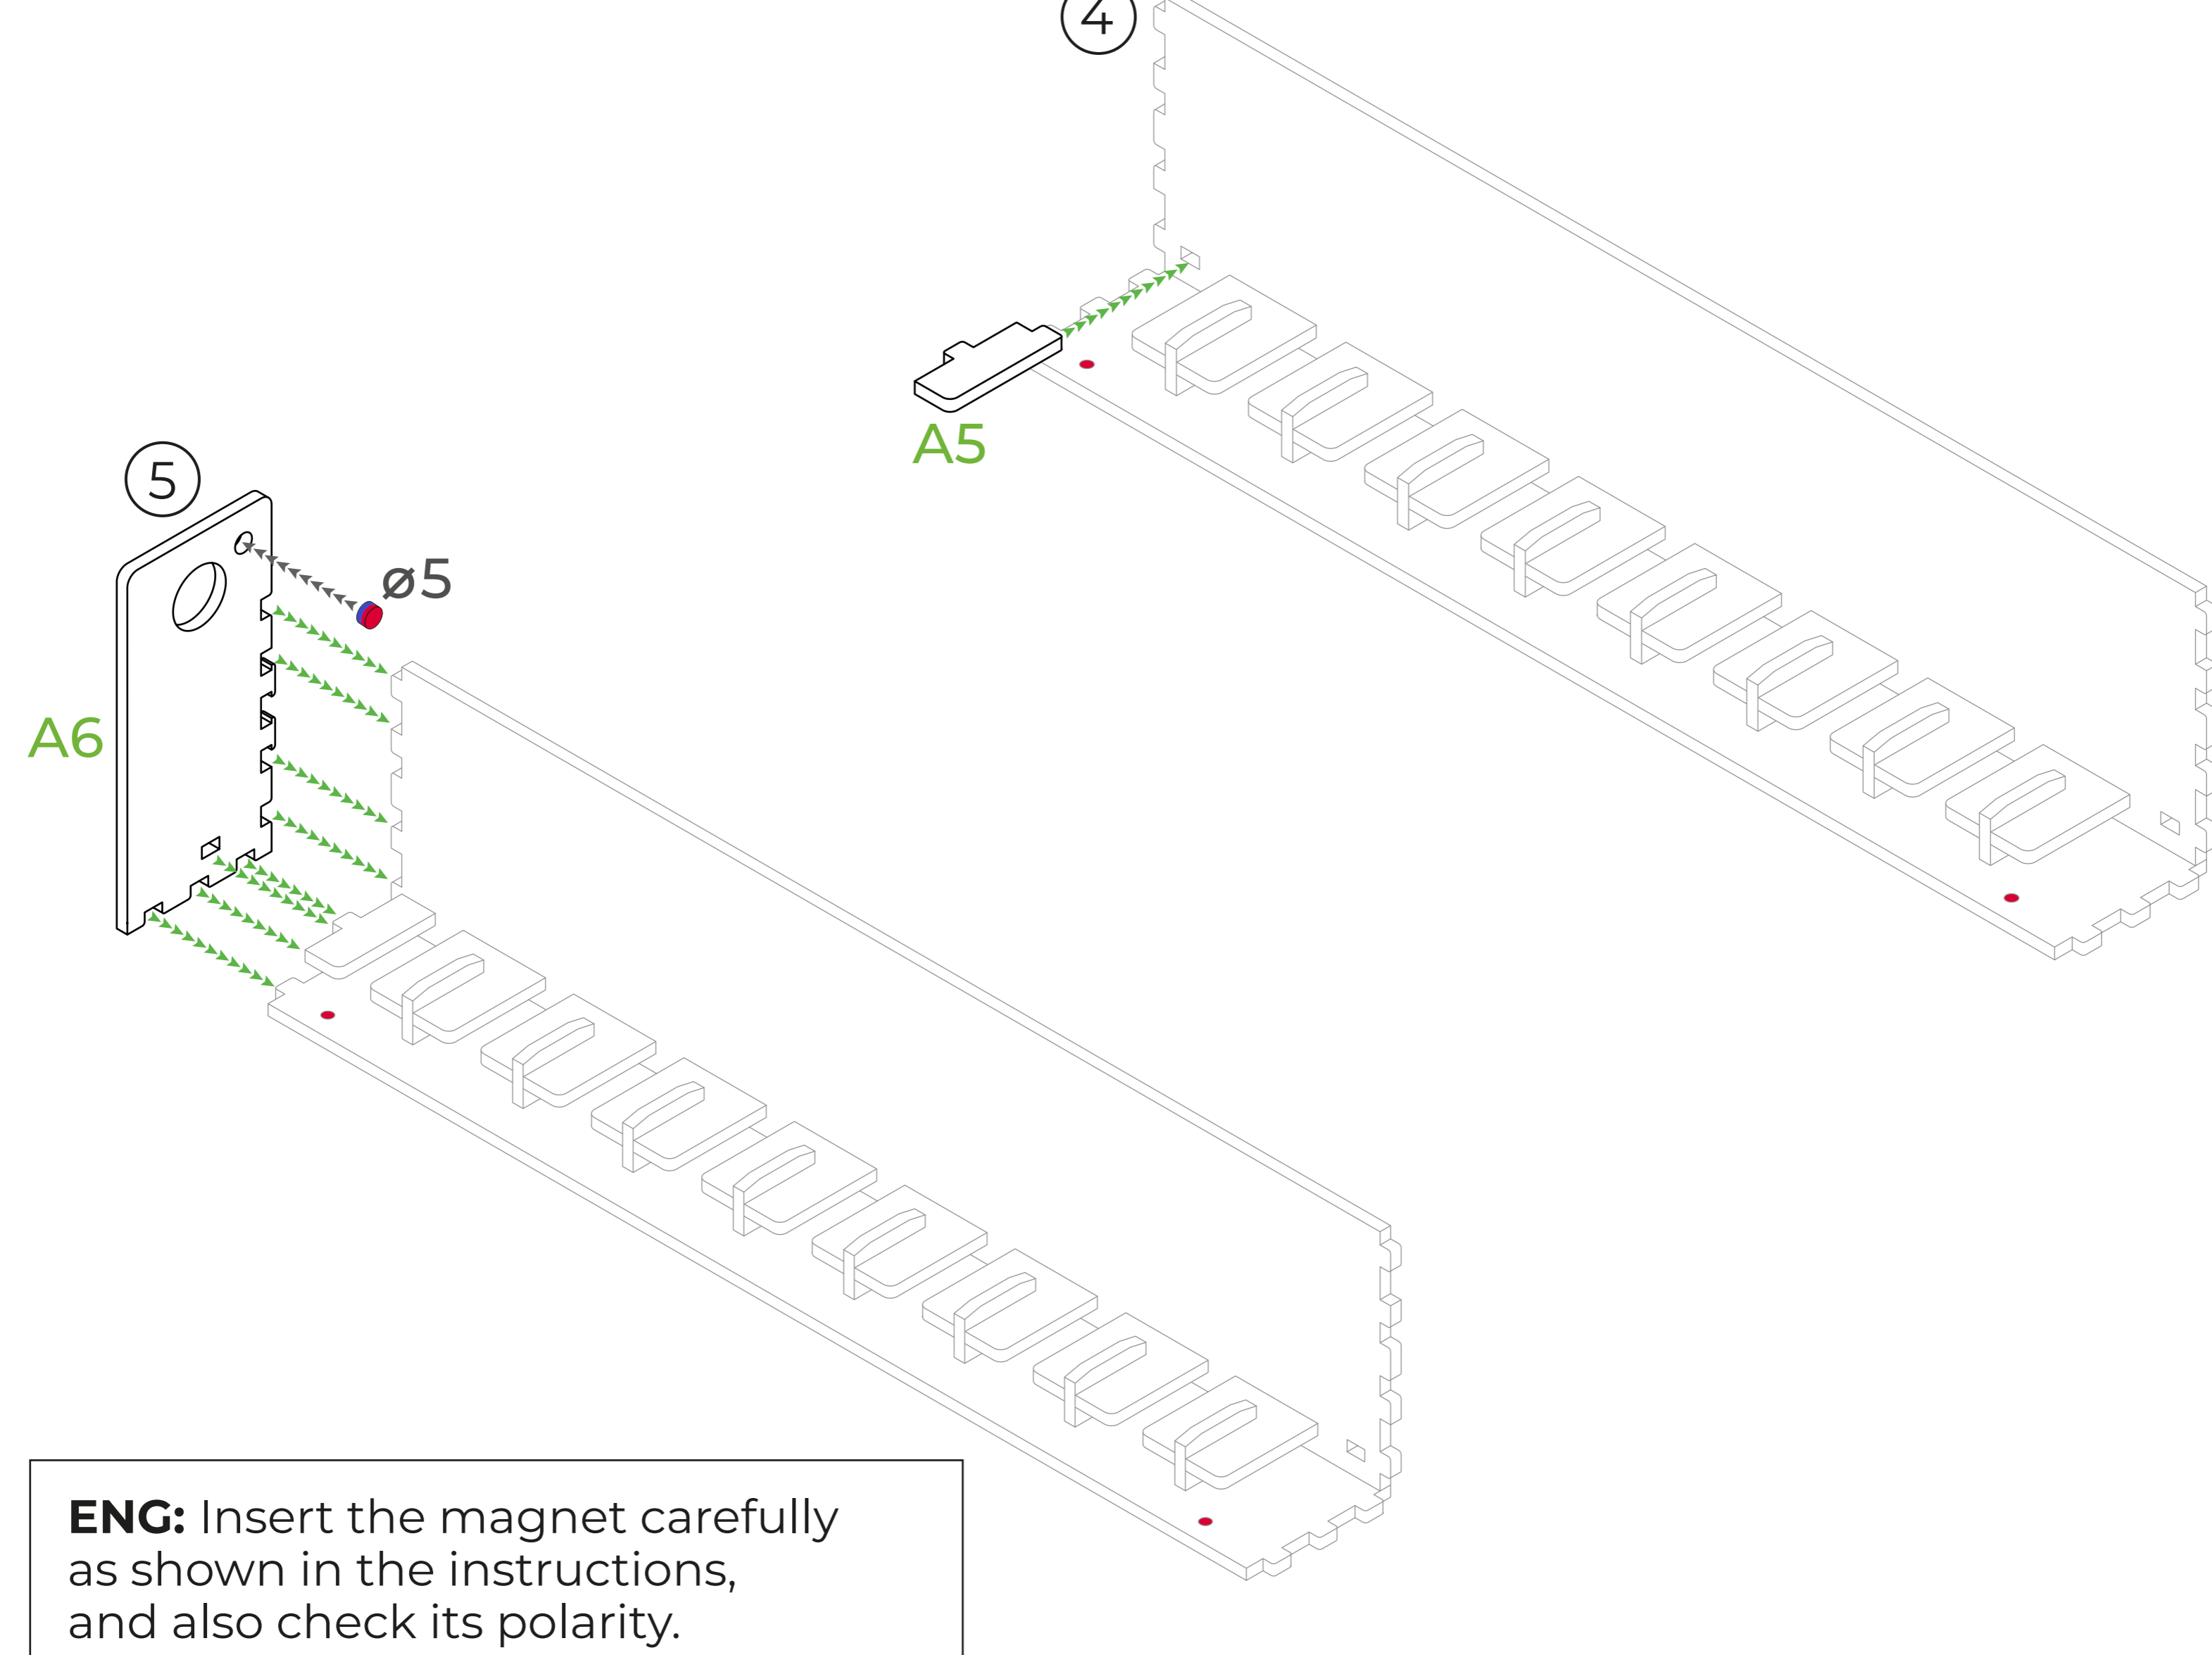 4
A5
5
⌀5
A6
ENG: Insert the magnet carefully
as shown in the instructions,
and also check its polarity.